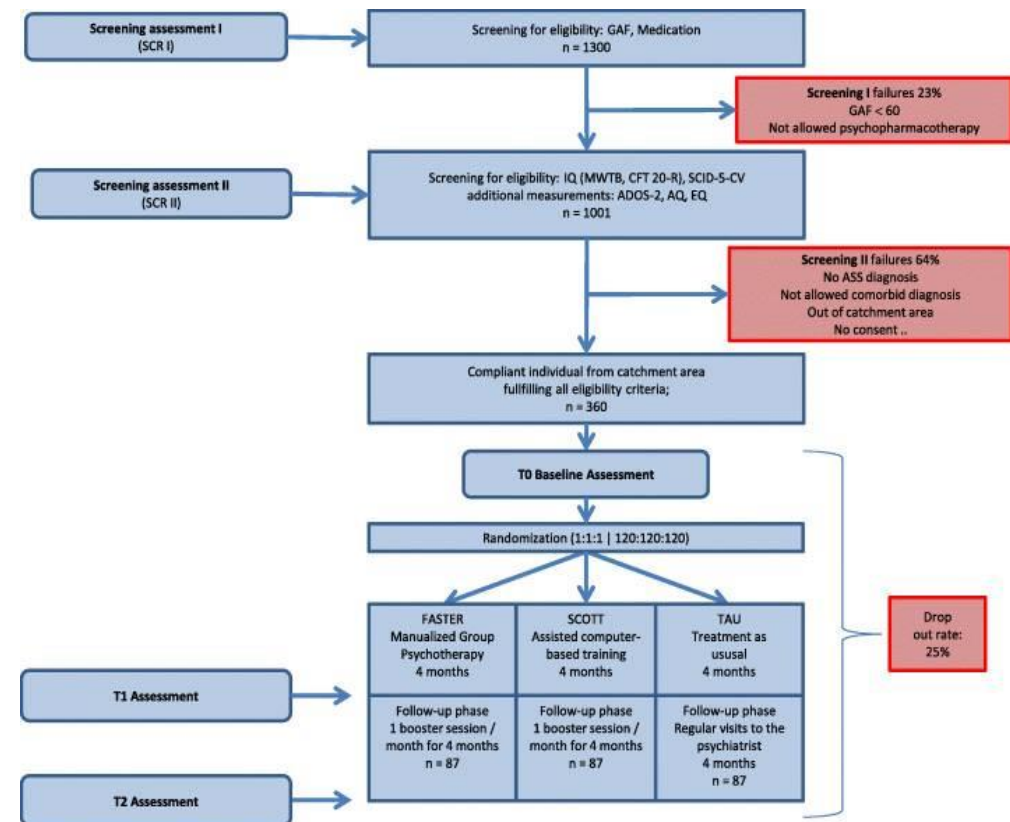 Screening assessment I
(SCR I)
Screening for eligibility: GAF, Medication
n = 1300
Screening I failures 23%
GAF < 60
Not allowed psychopharmacotherapy
Screening assessment II
(SCR II)
Screening for eligibility: IQ (MWTB, CFT 20-R), SCID-5-CV
additional measurements: ADOS-2, AQ, EQ
n = 1001
Screening II failures 64%
No ASS diagnosis
Not allowed comorbid diagnosis
Out of catchment area
No consent ..
Compliant individual from catchment area
fullfilling all eligibility criteria;
n = 360
T0 Baseline Assessment
Randomization (1:1:1 | 120:120:120)
FASTER
Manualized Group
Psychotherapy
4 months
SCOTT
Assisted computer-
based training
4 months
TAU
Treatment as
ususal
4 months
Drop
out rate:
25%
T1 Assessment
Follow-up phase
1 booster session /
month for 4 months
n = 87
Follow-up phase
1 booster session /
month for 4 months
n = 87
Follow-up phase
Regular visits to the
psychiatrist
4 months
n = 87
T2 Assessment